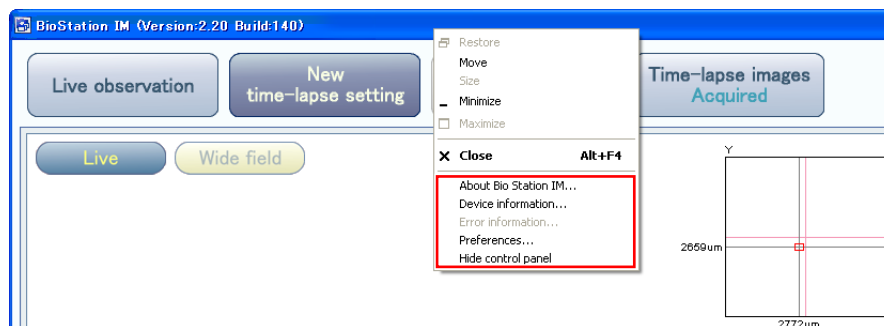 BioStation IM (Version:2.20 Build:140)
Live observation
New
time-lapse setting
Time-lapse images
Acquired
Live
Wide field
Restore
Move
Size
Minimize
Maximize
Close Alt+F4
About Bio Station IM...
Device information...
Error information...
Preferences...
Hide control panel
Y
2659um
2772um